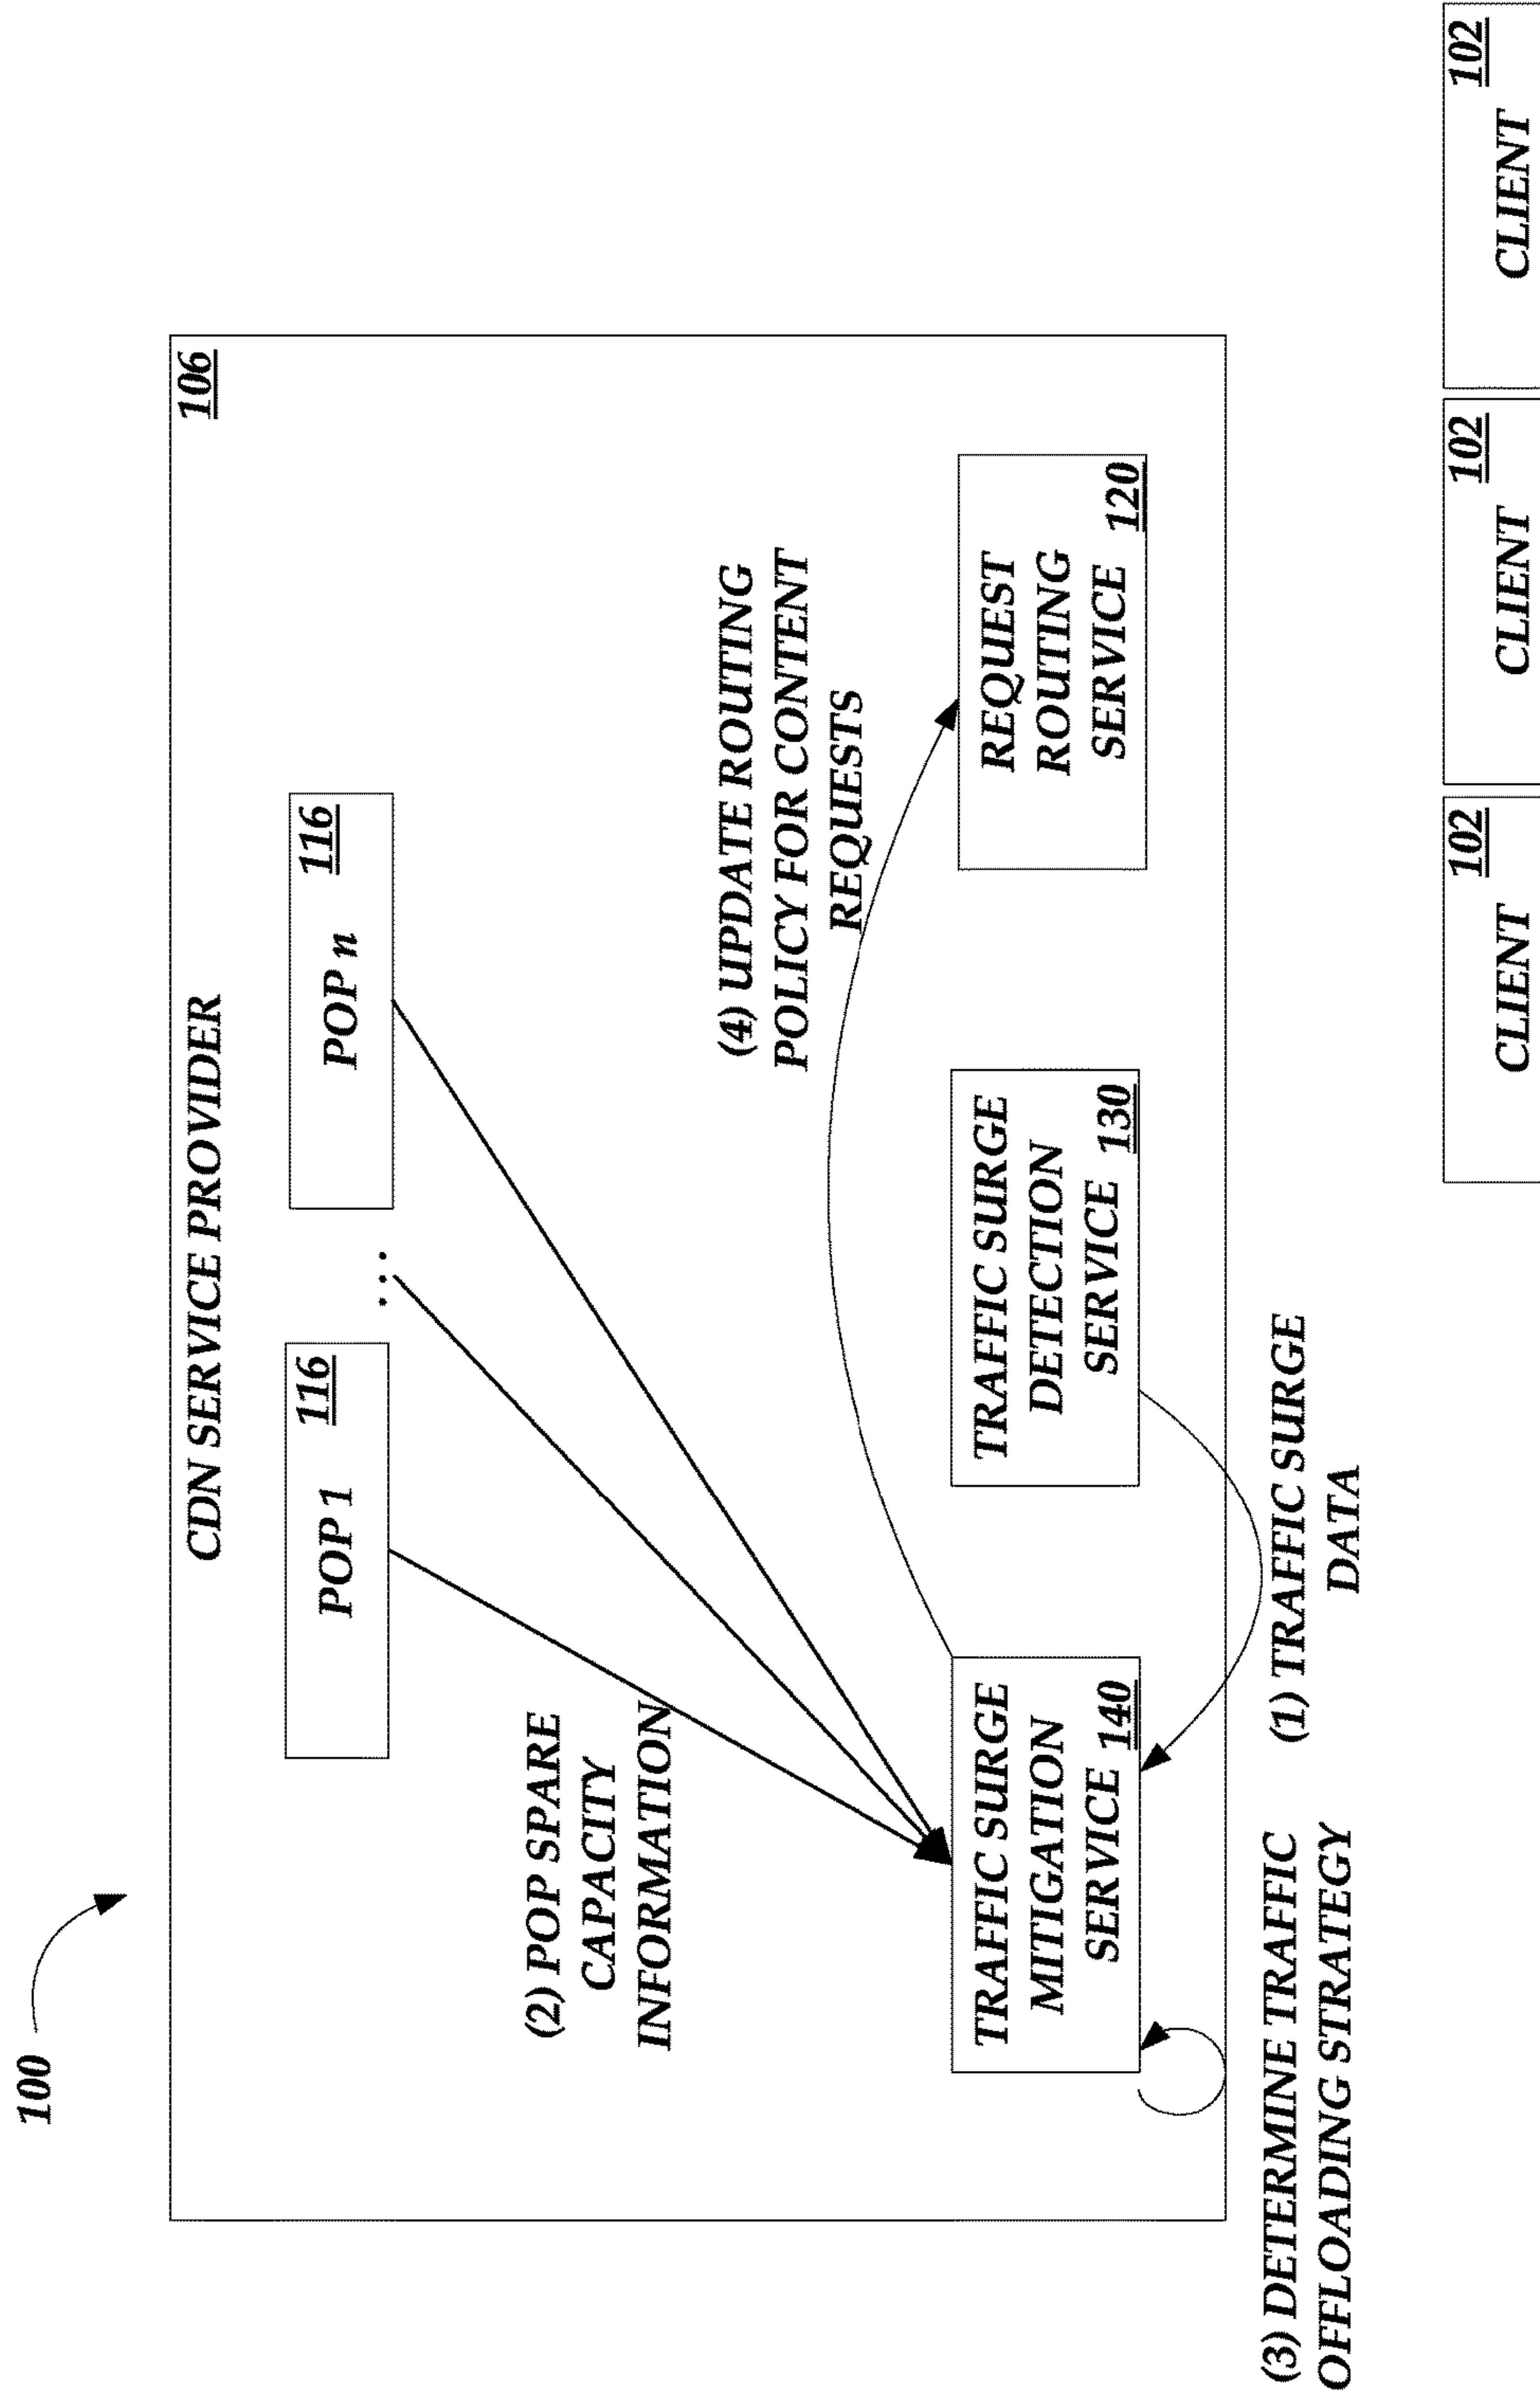 100
CDN SERVICE PROVIDER
106
POP 1
116
...
POP n
116
(2) POP SPARE
CAPACITY
INFORMATION
(4) UPDATE ROUTING
POLICY FOR CONTENT
REQUESTS
TRAFFIC SURGE
MITIGATION
SERVICE 140
TRAFFIC SURGE
DETECTION
SERVICE 130
REQUEST
ROUTING
SERVICE 120
(3) DETERMINE TRAFFIC
OFFLOADING STRATEGY
(1) TRAFFIC SURGE
DATA
102
CLIENT
102
CLIENT
102
CLIENT